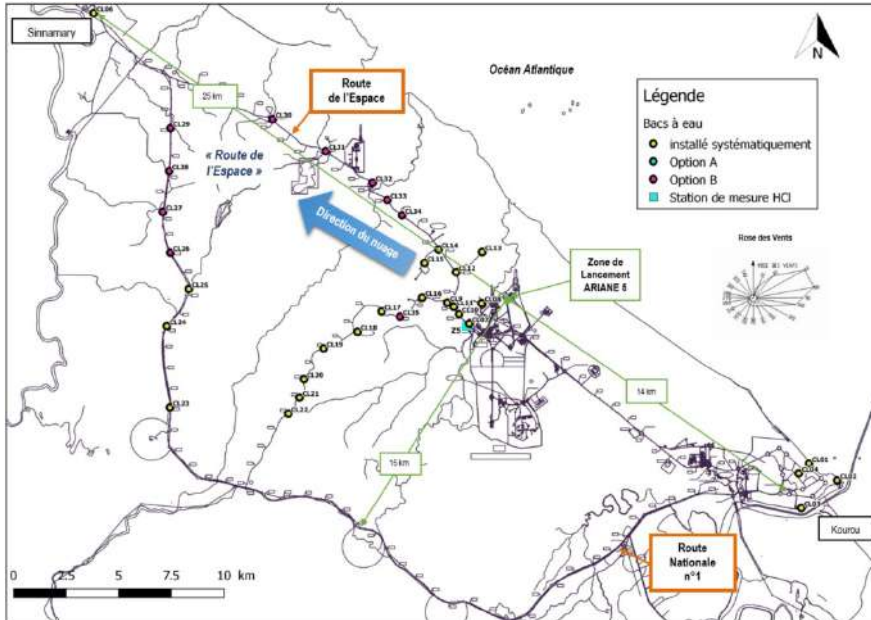 Sinnamary
CL06
25 km
Route
de l'Espace
Océan Atlantique
N
Légende
Bacs à eau
installé systématiquement
Option A
Option B
Station de mesure HCl
CL29
CL30
CL31
« Route de
l'Espace »
CL28
CL32
CL33
CL27
CL34
Direction du nuage
Rose des Vents
CL26
CL14
CL13
CL15
CL12
Zone de
Lancement
ARIANE 5
CL25
CL16
CL17
CL24
CL18
CL19
CL20
CL21
CL22
CL23
14 km
15 km
CL01
CL04
CL02
CL03
Kourou
Route
Nationale
n°1
0 2.5 5 7.5 10 km